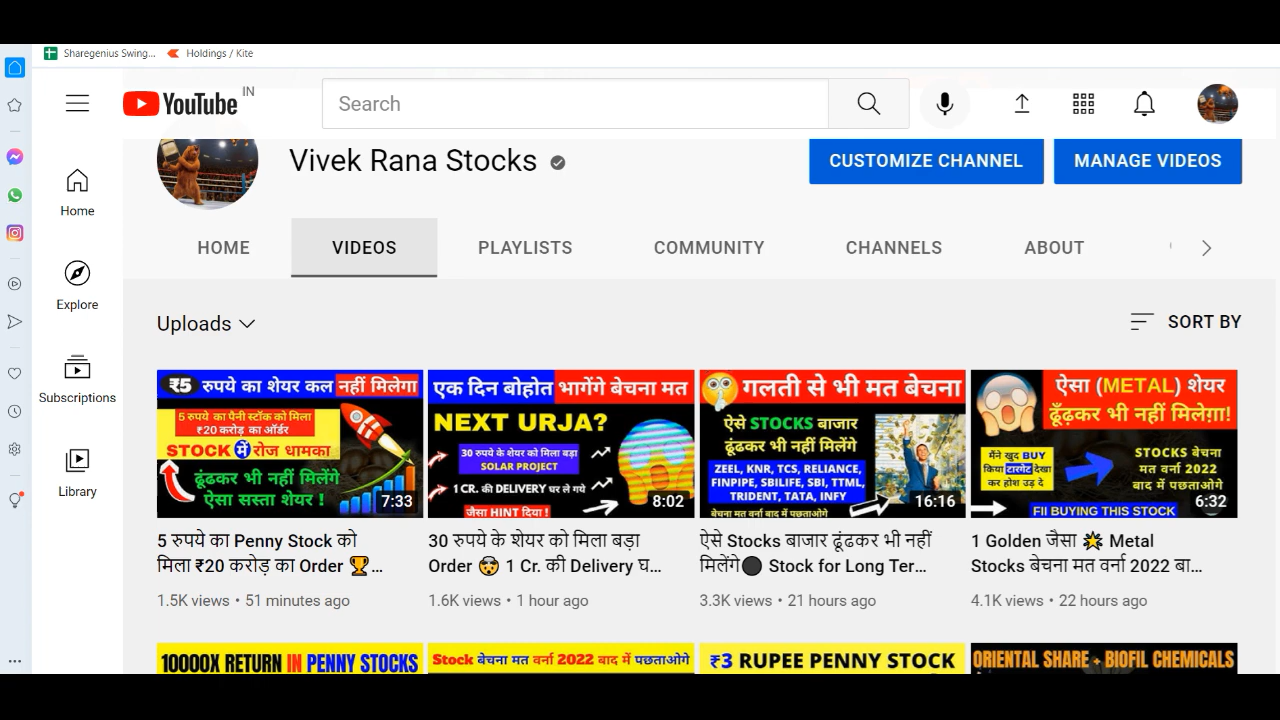 Sharegenius Swing... Holdings / Kite
YouTube IN
Search
Vivek Rana Stocks
CUSTOMIZE CHANNEL
MANAGE VIDEOS
Home
Explore
Subscriptions
Library
HOME VIDEOS PLAYLISTS COMMUNITY CHANNELS ABOUT
Uploads
SORT BY
₹5 रुपये का शेयर कल नहीं मिलेगा
5 रुपये का पैनी स्टॉक को मिला
₹20 करोड़ का ऑर्डर
STOCK में रोज धामका
ढूंढकर भी नहीं मिलेंगे
ऐसा सस्ता शेयर !
7:33
5 रुपये का Penny Stock को
मिला ₹20 करोड़ का Order 🏆...
1.5K views • 51 minutes ago
एक दिन बोहोत भागेंगे बेचना मत
NEXT URJA?
30 रुपये के शेयर को मिला बड़ा
SOLAR PROJECT
1 CR. की DELIVERY घर ले गये
जैसा HINT दिया !
8:02
30 रुपये के शेयर को मिला बड़ा
Order 😯 1 Cr. की Delivery घ...
1.6K views • 1 hour ago
गलती से भी मत बेचना
ऐसे STOCKS बाजार
ढूंढकर भी नहीं मिलेंगे
ZEEL, KNR, TCS, RELIANCE,
FINPIPE, SBILIFE, SBI, TTML,
TRIDENT, TATA, INFY
बेचना मत वर्ना बाद में पछताओगे
16:16
ऐसे Stocks बाजार ढूंढकर भी नहीं
मिलेंगे⚫ Stock for Long Ter...
3.3K views • 21 hours ago
ऐसा (METAL) शेयर
ढूँढ़कर भी नहीं मिलेग़ा!
मैंने खुद BUY
किया टारगेट देखा
कर होश उड़ दे
STOCKS बेचना
मत वर्ना 2022
बाद में पछताओगे
FII BUYING THIS STOCK
6:32
1 Golden जैसा 🌟 Metal
Stocks बेचना मत वर्ना 2022 बा...
4.1K views • 22 hours ago
10000X RETURN IN PENNY STOCKS
Stock बेचना मत वर्ना 2022 बाद में पछताओगे
₹3 RUPEE PENNY STOCK
ORIENTAL SHARE + BIOFIL CHEMICALS